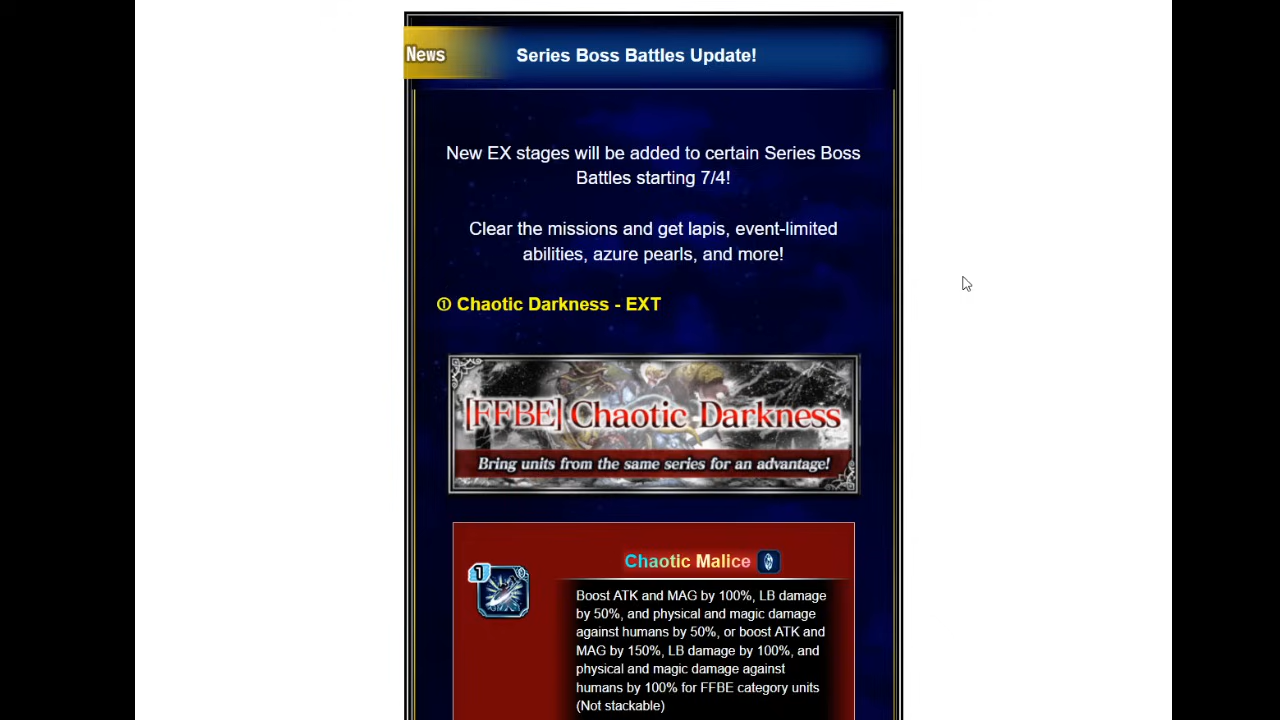 News
Series Boss Battles Update!
New EX stages will be added to certain Series Boss
Battles starting 7/4!
Clear the missions and get lapis, event-limited
abilities, azure pearls, and more!
① Chaotic Darkness - EXT
[FFBE] Chaotic Darkness
Bring units from the same series for an advantage!
1
Chaotic Malice
Boost ATK and MAG by 100%, LB damage
by 50%, and physical and magic damage
against humans by 50%, or boost ATK and
MAG by 150%, LB damage by 100%, and
physical and magic damage against
humans by 100% for FFBE category units
(Not stackable)